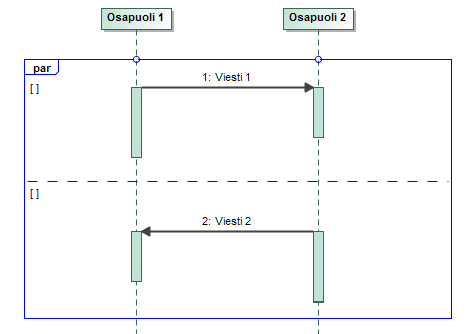 Osapuoli 1
Osapuoli 2
par
[ ]
1: Viesti 1
[ ]
2: Viesti 2